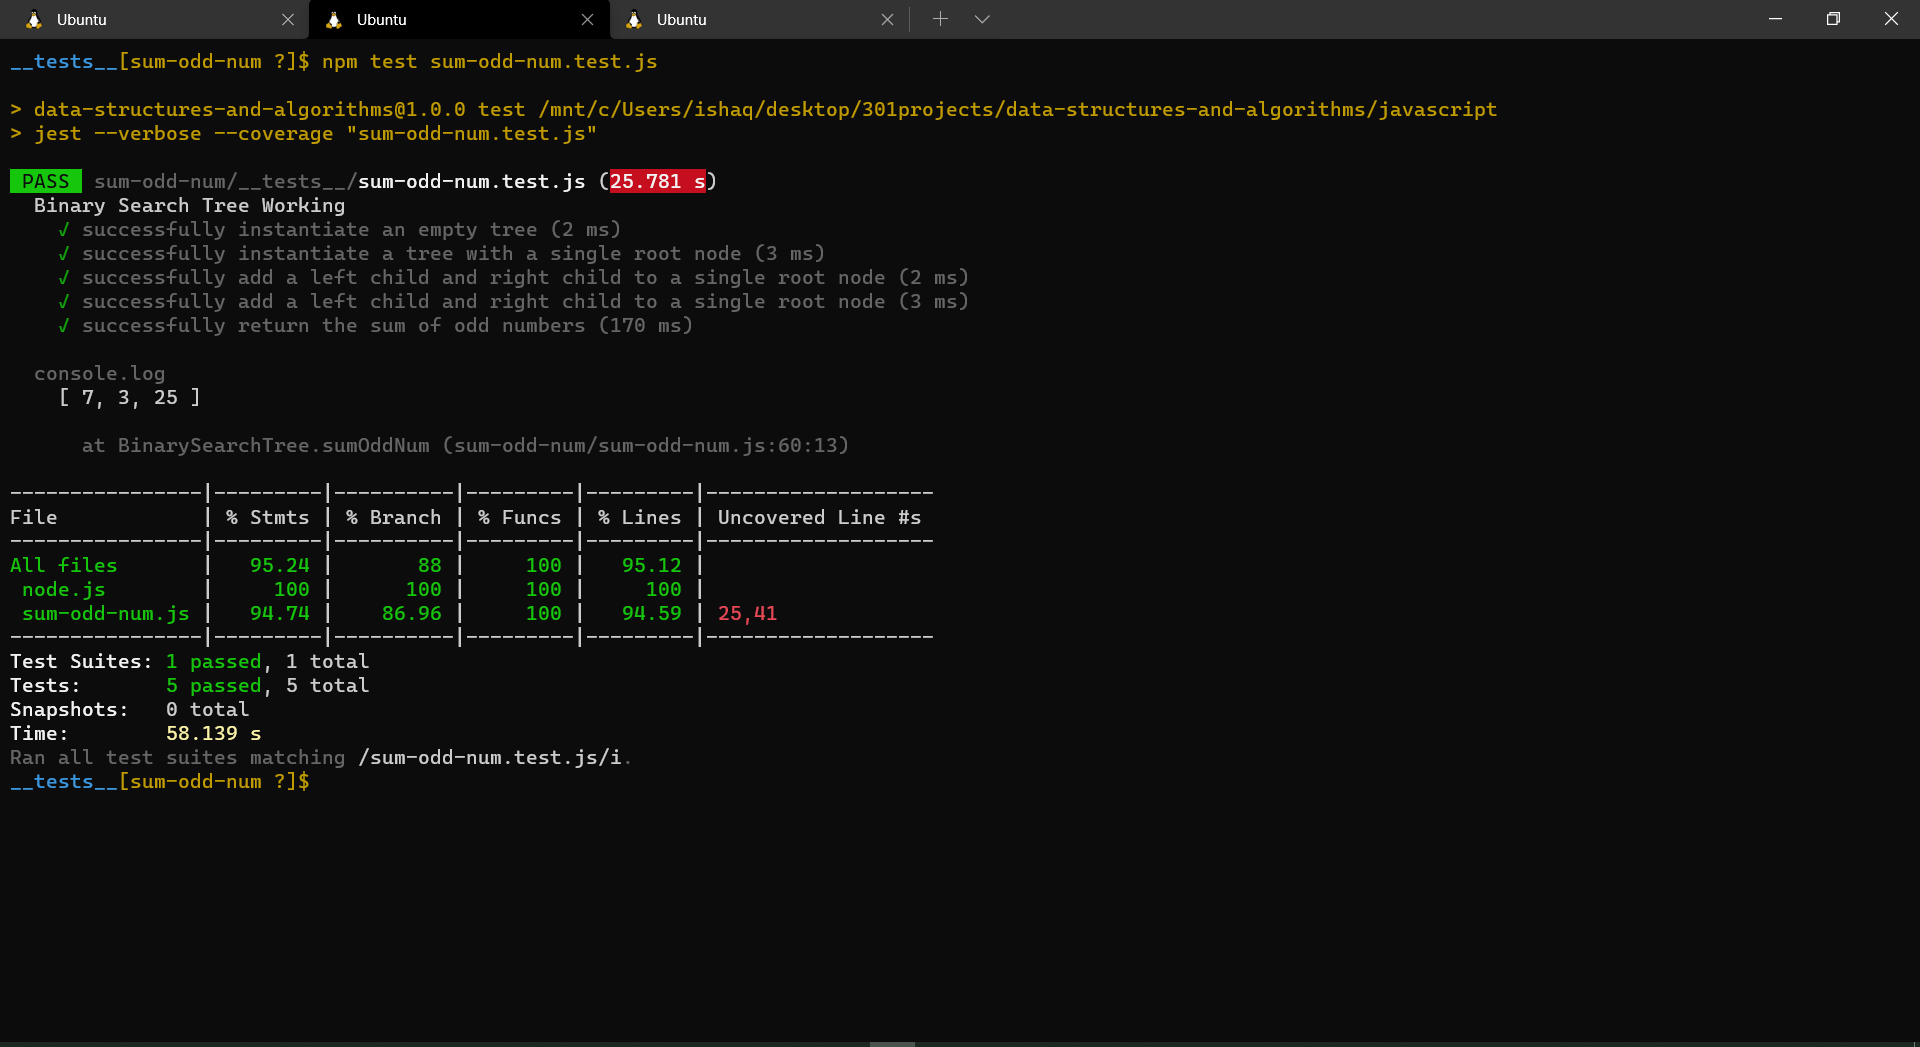 Ubuntu Ubuntu Ubuntu
__tests__[sum-odd-num ?]$ npm test sum-odd-num.test.js
> data-structures-and-algorithms@1.0.0 test /mnt/c/Users/ishaq/desktop/301projects/data-structures-and-algorithms/javascript
> jest --verbose --coverage "sum-odd-num.test.js"
PASS sum-odd-num/__tests__/sum-odd-num.test.js (25.781 s)
Binary Search Tree Working
√ successfully instantiate an empty tree (2 ms)
√ successfully instantiate a tree with a single root node (3 ms)
√ successfully add a left child and right child to a single root node (2 ms)
√ successfully add a left child and right child to a single root node (3 ms)
√ successfully return the sum of odd numbers (170 ms)
console.log
[ 7, 3, 25 ]
at BinarySearchTree.sumOddNum (sum-odd-num/sum-odd-num.js:60:13)
----------------|---------|----------|---------|---------|-------------------
File            | % Stmts | % Branch | % Funcs | % Lines | Uncovered Line #s
----------------|---------|----------|---------|---------|-------------------
All files       |   95.24 |       88 |     100 |   95.12 |
 node.js        |     100 |      100 |     100 |     100 |
 sum-odd-num.js |   94.74 |    86.96 |     100 |   94.59 | 25,41
----------------|---------|----------|---------|---------|-------------------
Test Suites: 1 passed, 1 total
Tests:       5 passed, 5 total
Snapshots:   0 total
Time:        58.139 s
Ran all test suites matching /sum-odd-num.test.js/i.
__tests__[sum-odd-num ?]$